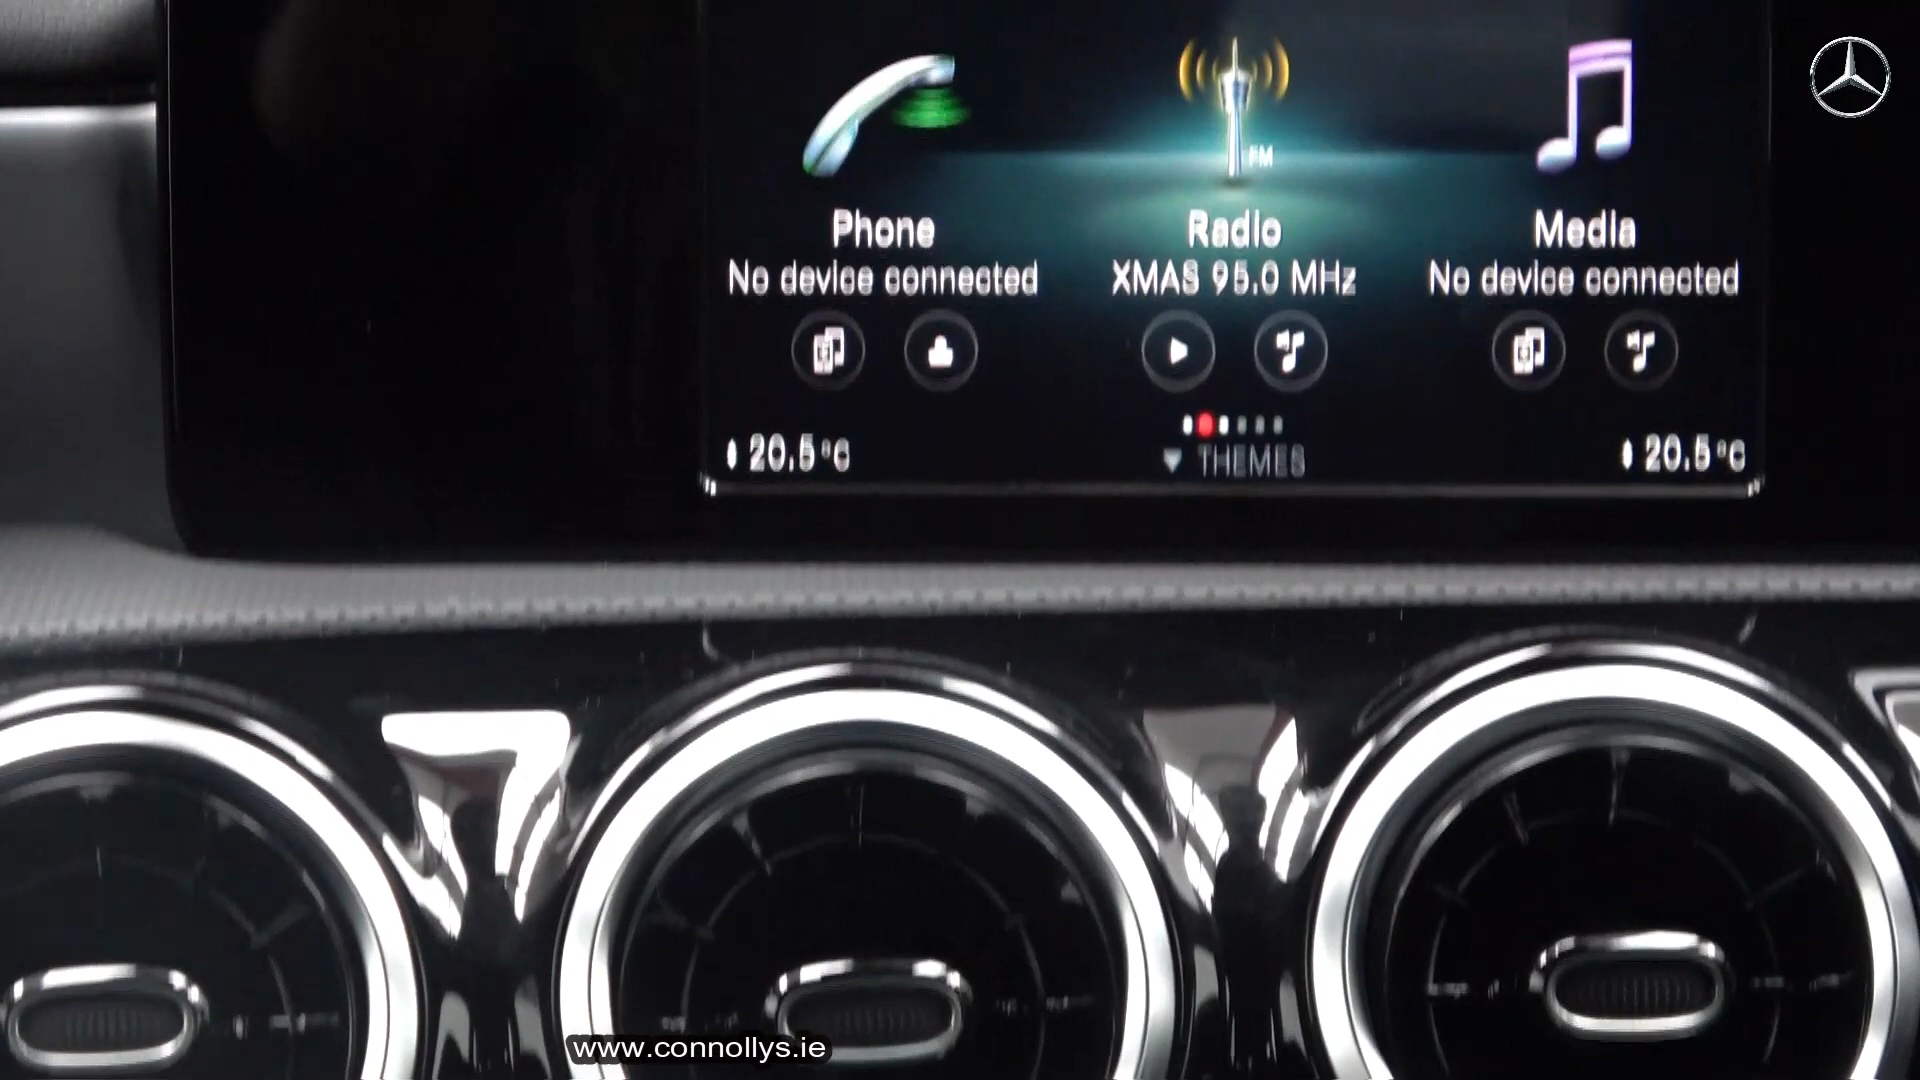 FM
Phone Radio Media
No device connected XMAS 95.0 MHz No device connected
20.5°C THEMES 20.5°C
www.connollys.ie